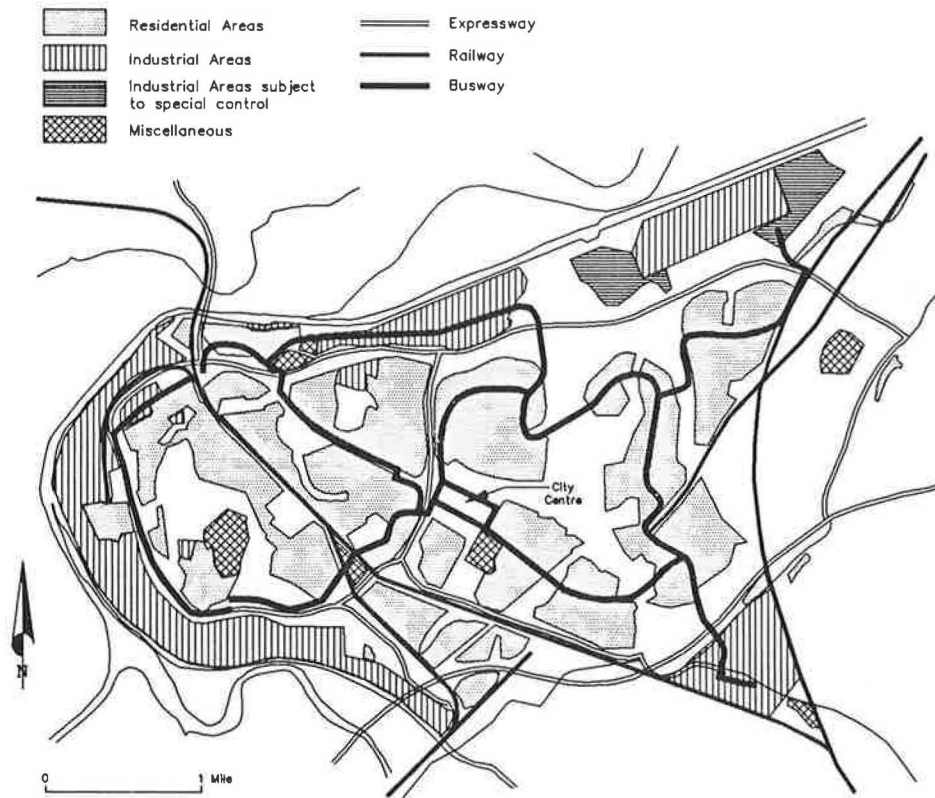 Residential Areas
Industrial Areas
Industrial Areas subject
to special control
Miscellaneous
Expressway
Railway
Busway
City
Centre
N
0 1 Mile